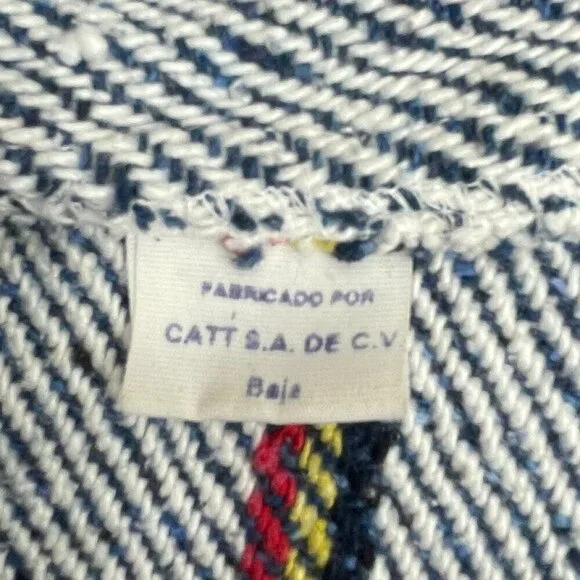 FABRICADO POR
CATT S.A. DE C.V
Baja